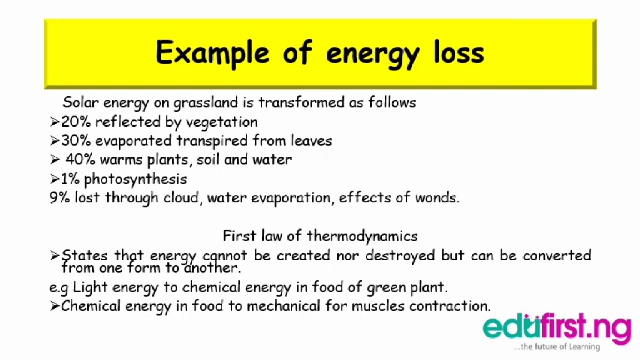 Example of energy loss
Solar energy on grassland is transformed as follows
➢20% reflected by vegetation
➢30% evaporated transpired from leaves
➢ 40% warms plants, soil and water
➢1% photosynthesis
9% lost through cloud, water evaporation, effects of wonds.
First law of thermodynamics
➢States that energy cannot be created nor destroyed but can be converted
from one form to another.
e.g Light energy to chemical energy in food of green plant.
➢Chemical energy in food to mechanical for muscles contraction.
edufirst.ng
...the future of Learning